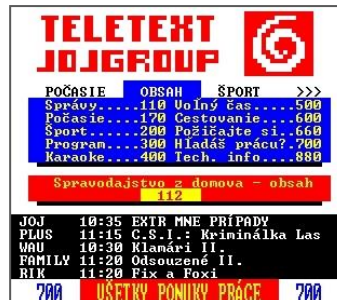 TELETEXT
JOJGROUP
POČASIE OBSAH ŠPORT >>>
Správy......110 Voľný čas.....500
Počasie.....170 Cestovanie....600
Šport.......200 Požičajte si..660
Program.....300 Hľadáš prácu?.700
Karaoke.....400 Tech. info....880
Spravodajstvo z domova - obsah
112
JOJ 10:35 EXTR MNE PRÍPADY
PLUS 11:15 C.S.I.: Kriminálka Las
WAU 10:30 Klamári II.
FAMILY 11:20 Odsouzené II.
RIK 11:20 Fix a Foxi
700 VŠETKY PONUKY PRÁCE 700